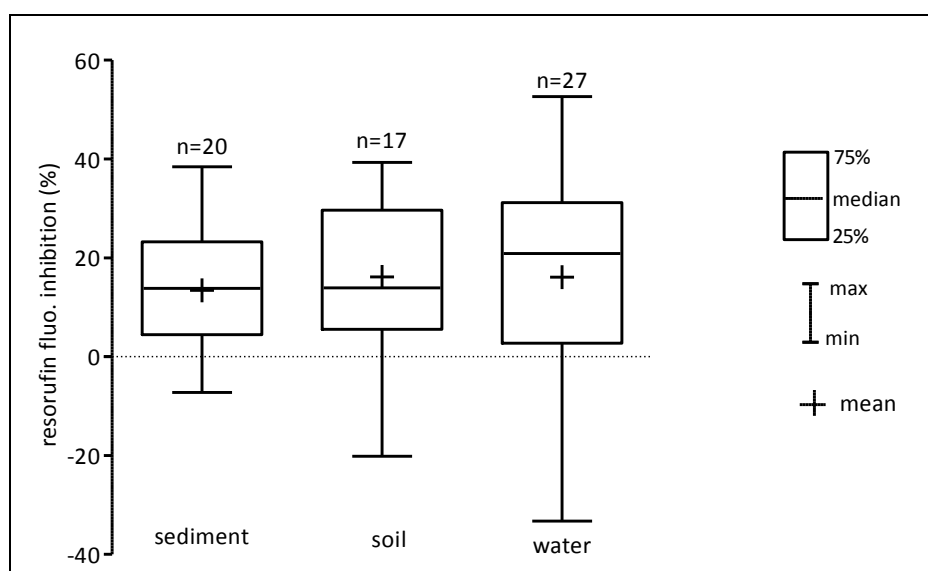 resorufin fluo. inhibition (%)
60
40
20
0
-20
-40
n=20
n=17
n=27
sediment
soil
water
75%
median
25%
max
min
mean